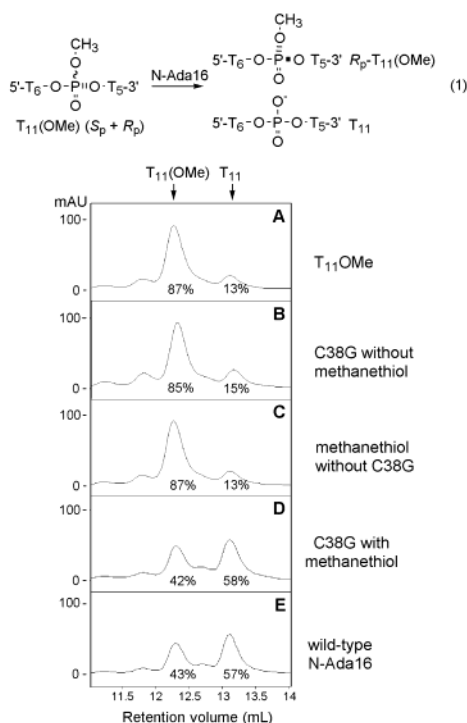 CH3
O
5'-T6-O-P-O-T5-3' Rp-T11(OMe)
O
CH3
O
5'-T6-O-P-O-T5-3'
O
N-Ada16
(1)
T11(OMe) (Sp + Rp)
O-
5'-T6-O-P-O-T5-3' T11
O
T11(OMe) T11
mAU
100-
0-
A
87% 13%
T11OMe
100
0-
B
85% 15%
C38G without
methanethiol
100
0-
C
87% 13%
methanethiol
without C38G
100
0-
D
42% 58%
C38G with
methanethiol
100
0-
E
43% 57%
wild-type
N-Ada16
11.5 12 12.5 13 13.5 14
Retention volume (mL)